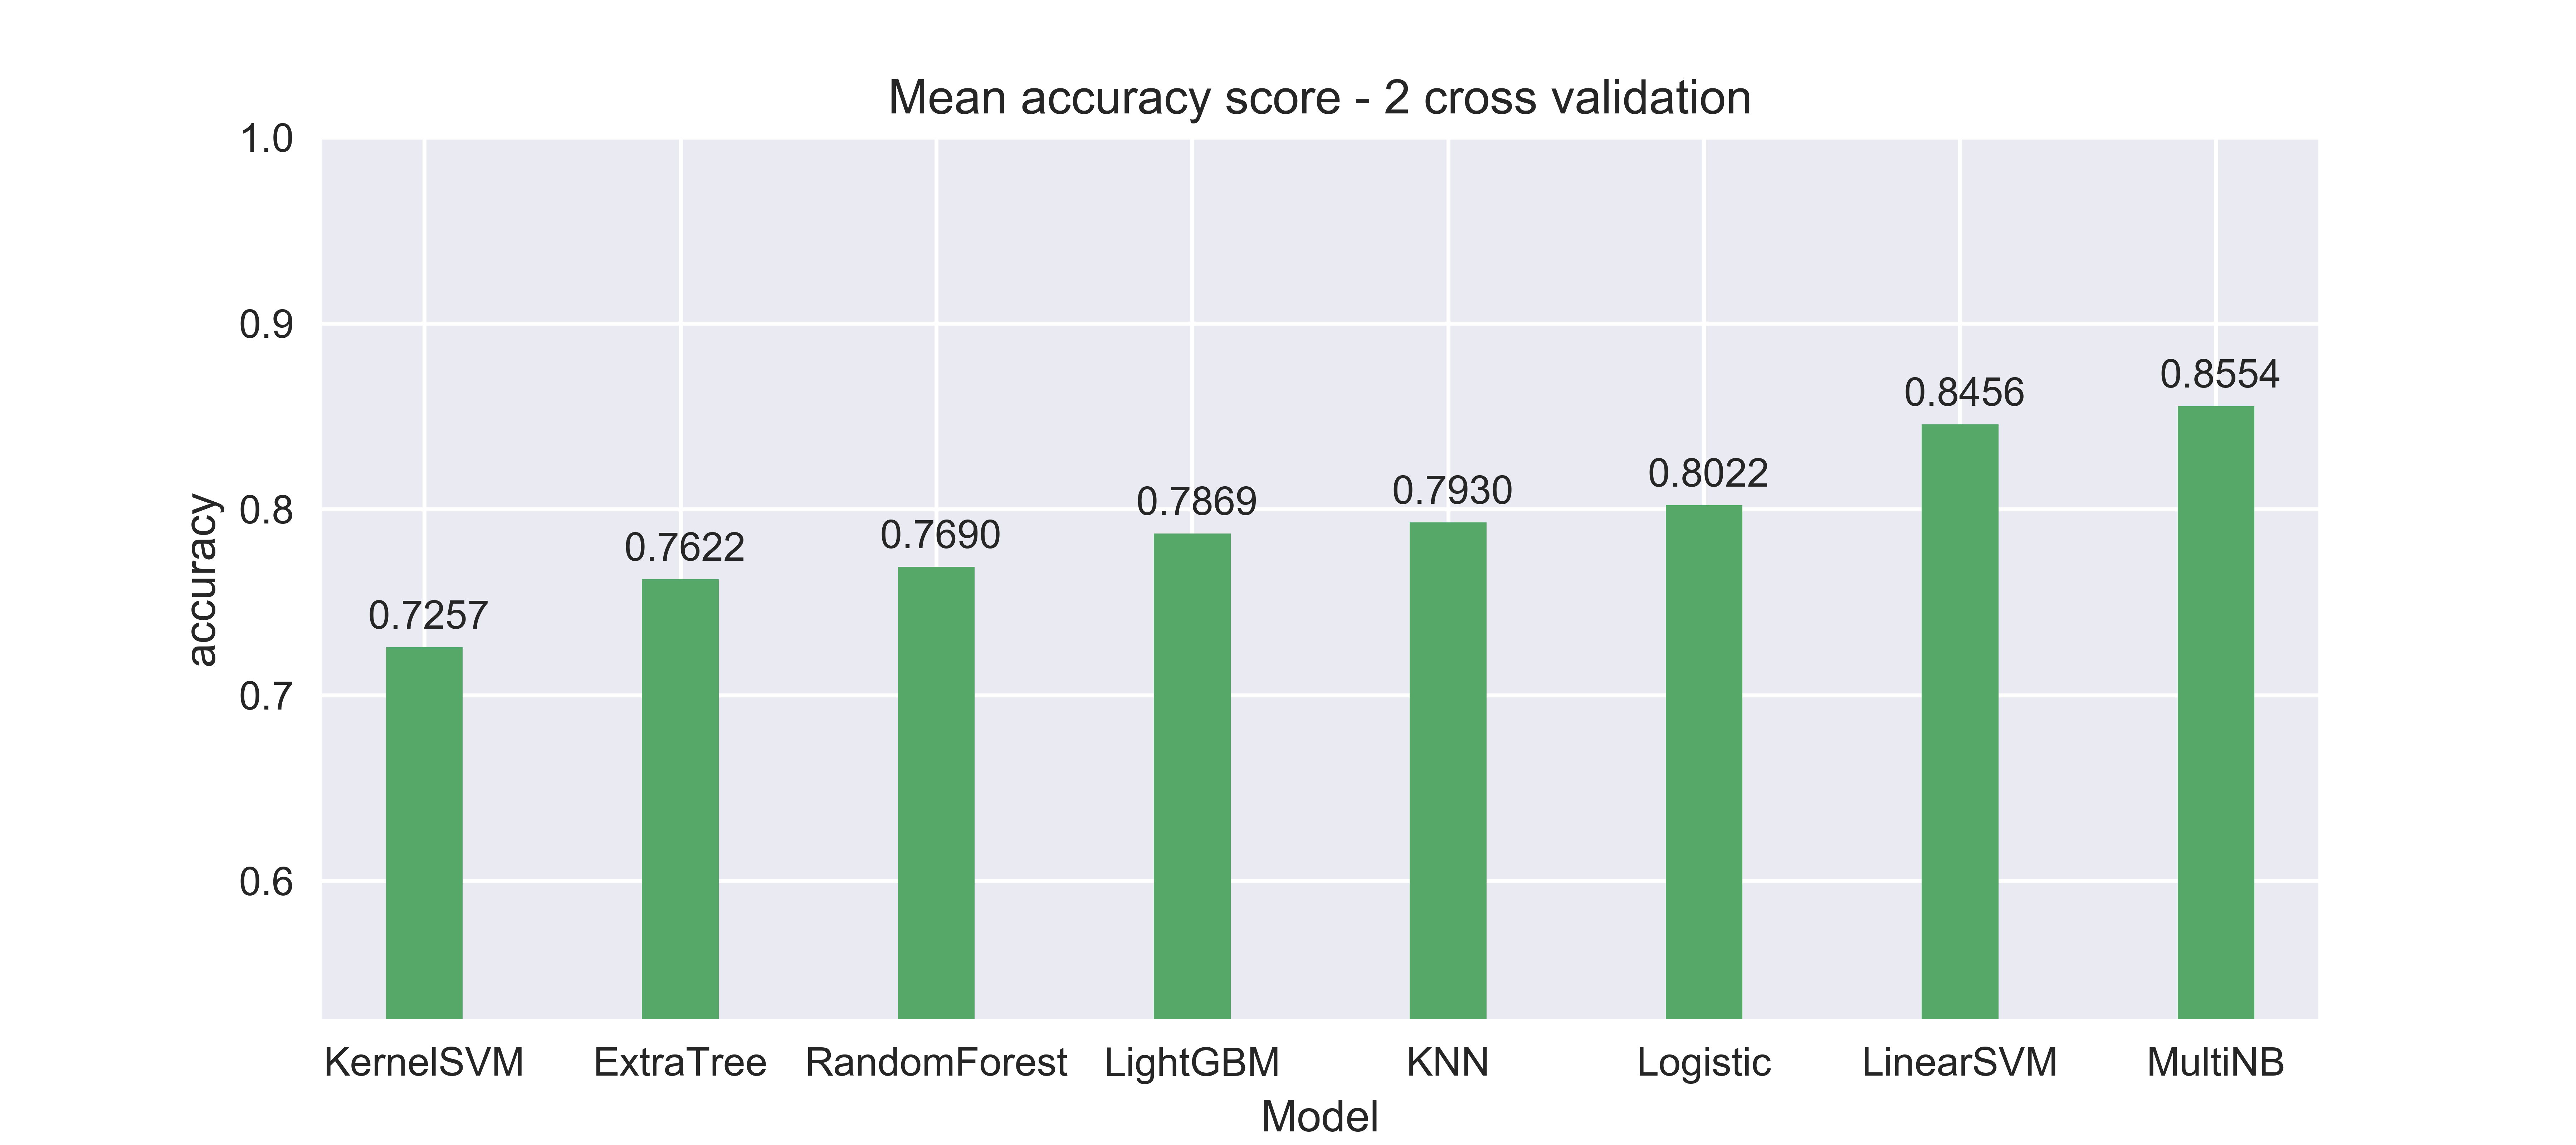 Mean accuracy score - 2 cross validation
1.0
0.9
0.8
0.7
0.6
accuracy
0.7257
0.7622
0.7690
0.7869
0.7930
0.8022
0.8456
0.8554
KernelSVM
ExtraTree
RandomForest
LightGBM
KNN
Logistic
LinearSVM
MultiNB
Model